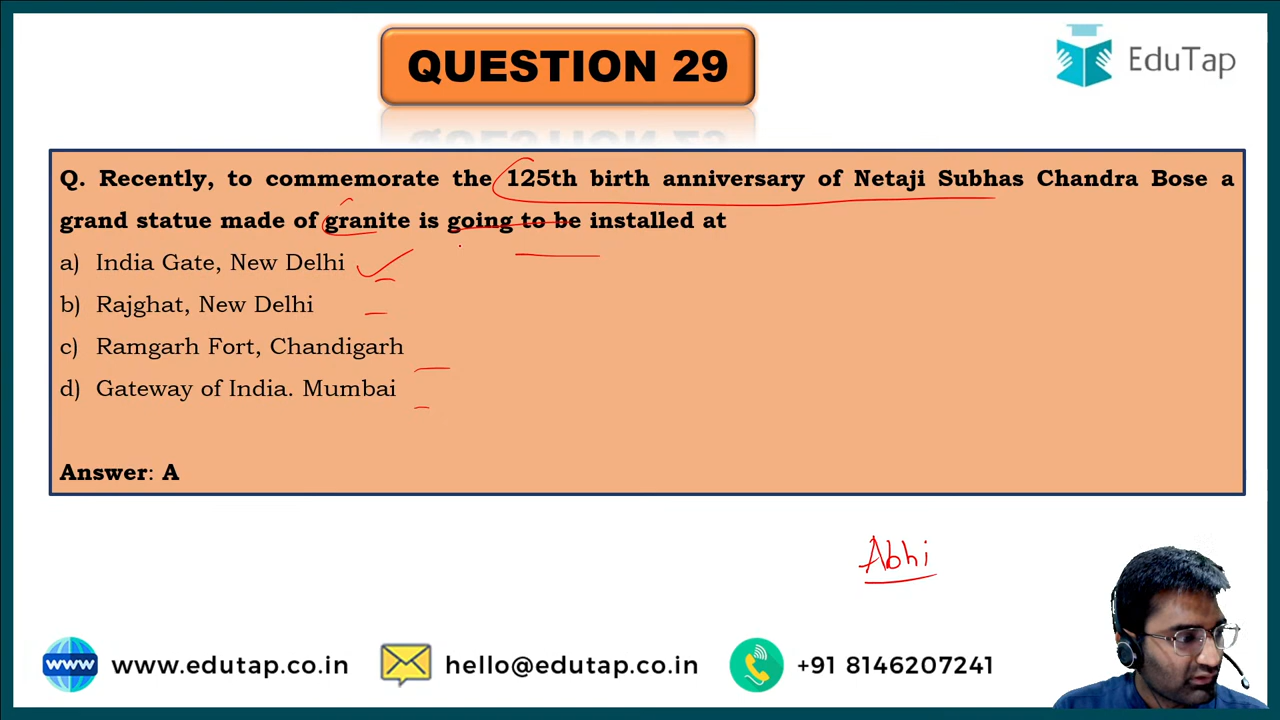 QUESTION 29
EduTap
Q. Recently, to commemorate the 125th birth anniversary of Netaji Subhas Chandra Bose a
grand statue made of granite is going to be installed at
a) India Gate, New Delhi
b) Rajghat, New Delhi
c) Ramgarh Fort, Chandigarh
d) Gateway of India. Mumbai
Answer: A
Abhi
www www.edutap.co.in hello@edutap.co.in +91 8146207241